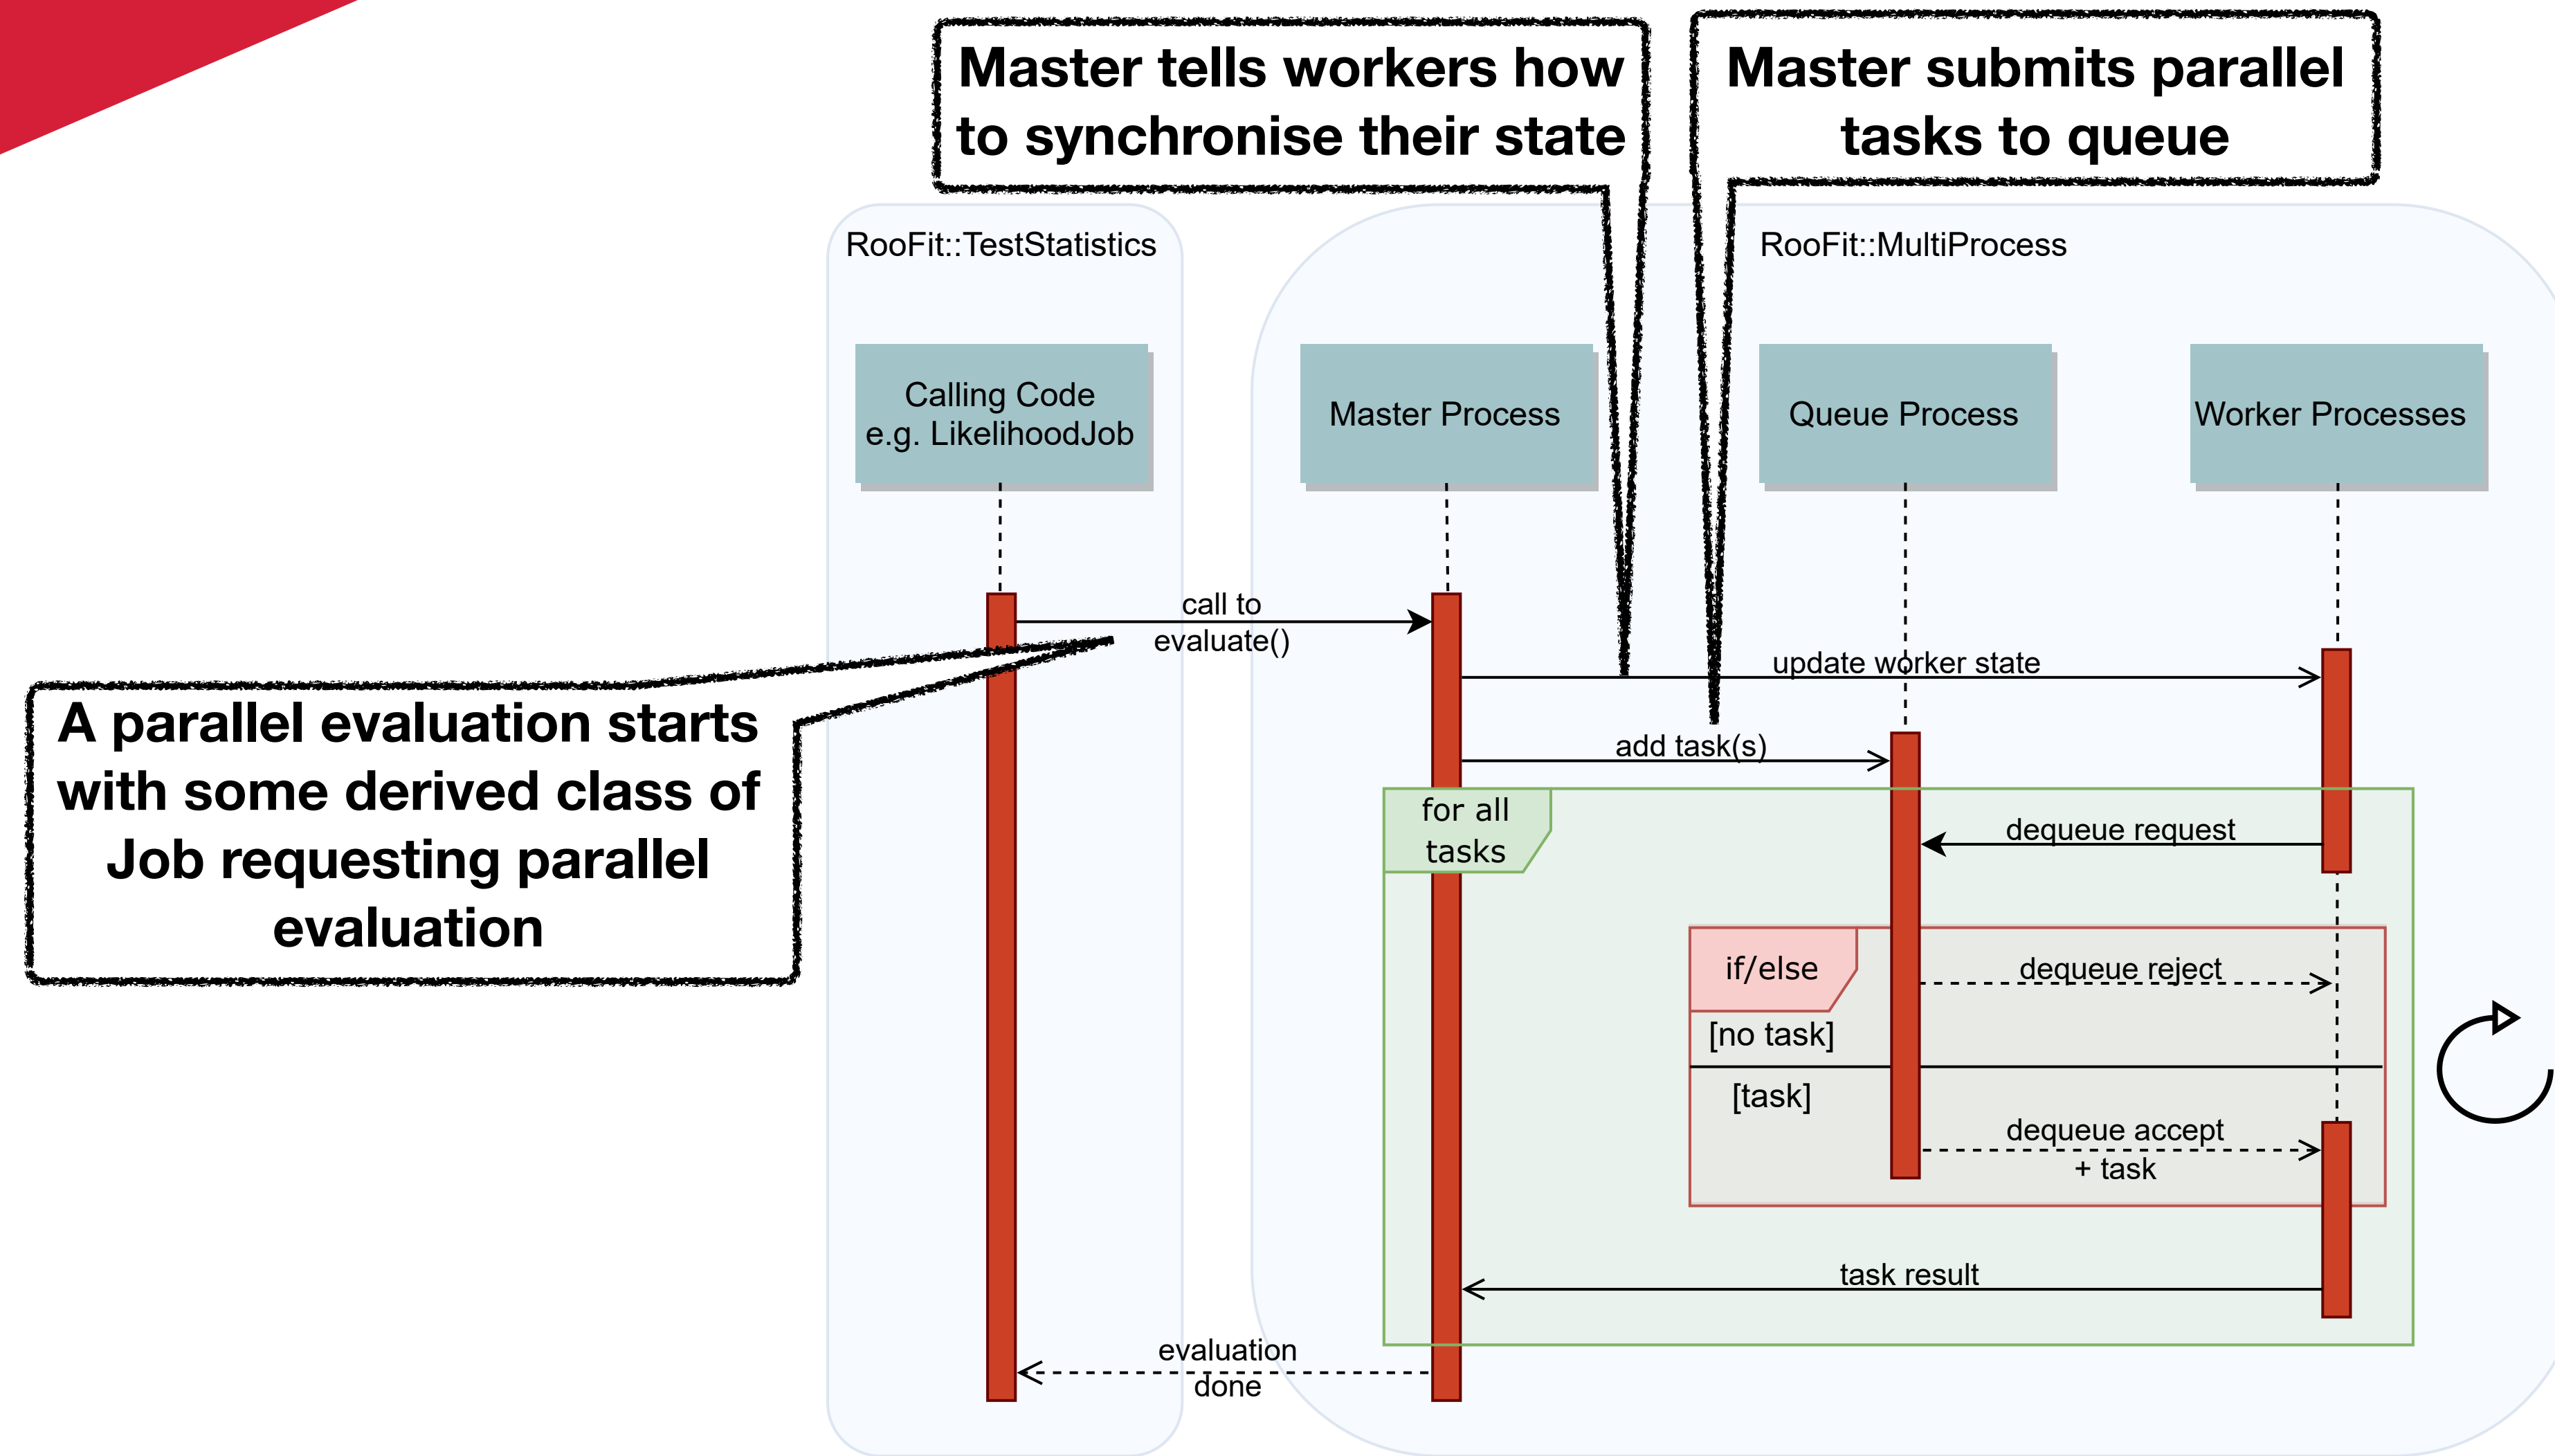 Master tells workers how
to synchronise their state
Master submits parallel
tasks to queue
RooFit::TestStatistics
RooFit::MultiProcess
Calling Code
e.g. LikelihoodJob
Master Process
Queue Process
Worker Processes
call to
evaluate()
update worker state
A parallel evaluation starts
with some derived class of
Job requesting parallel
evaluation
add task(s)
for all
tasks
dequeue request
if/else
dequeue reject
[no task]
[task]
dequeue accept
+ task
task result
evaluation
done